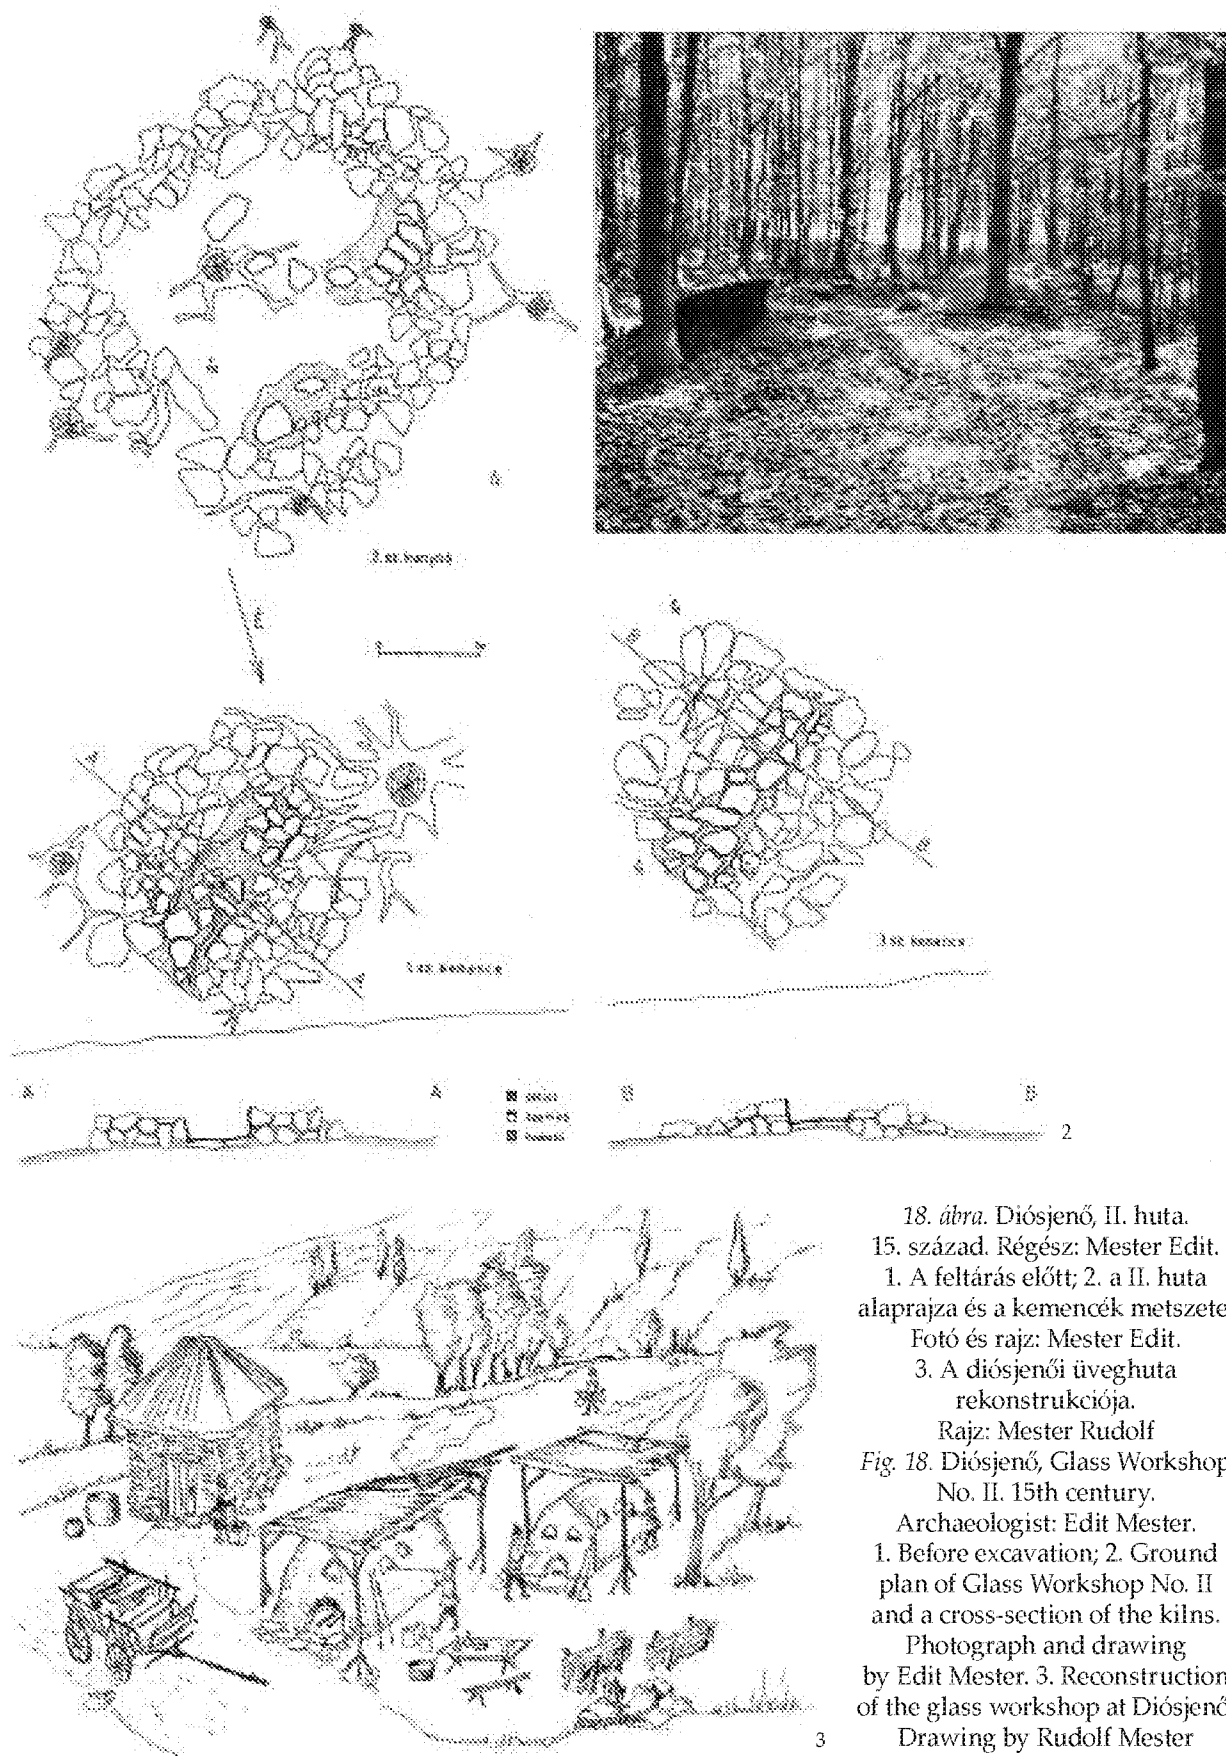 É
A
A
B
B
2
18. ábra. Diósjenő, II. huta.
15. század. Régész: Mester Edit.
1. A feltárás előtt; 2. a II. huta
alaprajza és a kemencék metszete
Fotó és rajz: Mester Edit.
3. A diósjenői üveghuta
rekonstrukciója.
Rajz: Mester Rudolf
Fig. 18. Diósjenő, Glass Workshop
No. II. 15th century.
Archaeologist: Edit Mester.
1. Before excavation; 2. Ground
plan of Glass Workshop No. II
and a cross-section of the kilns.
Photograph and drawing
by Edit Mester. 3. Reconstruction
of the glass workshop at Diósjenő
Drawing by Rudolf Mester
3